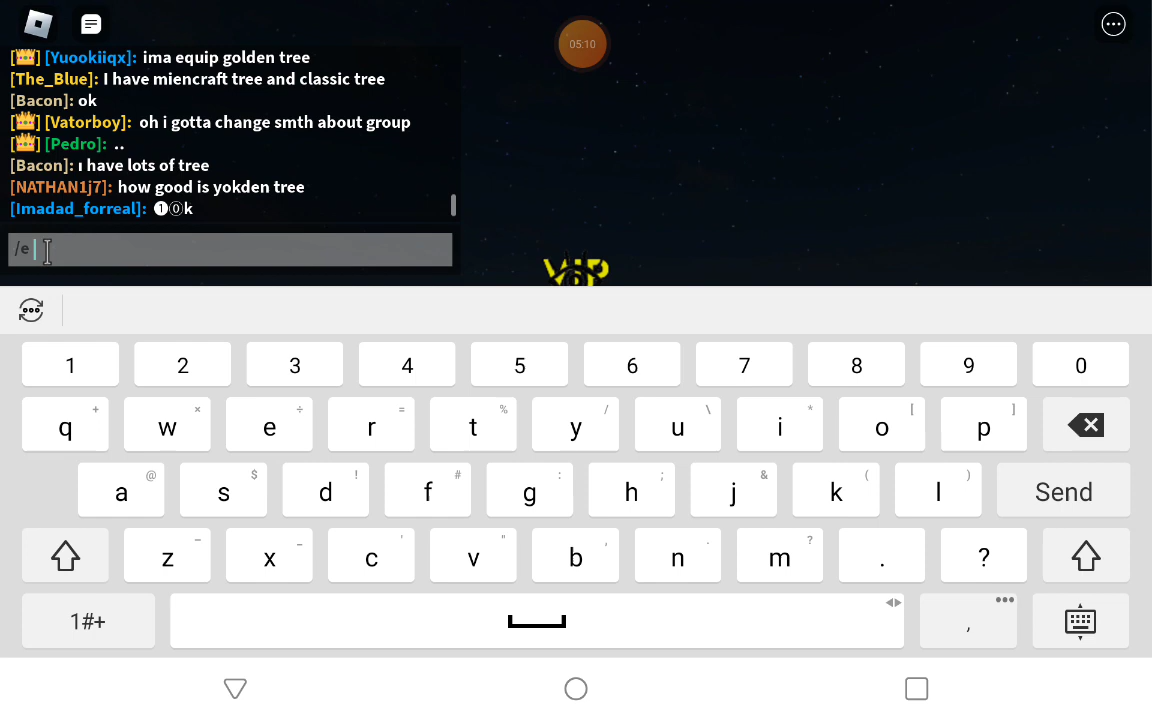 05:10
[👑] [Yuookiiqx]: ima equip golden tree
[The_Blue]: I have miencraft tree and classic tree
[Bacon]: ok
[👑] [Vatorboy]: oh i gotta change smth about group
[👑] [Pedro]: ..
[Bacon]: ı have lots of tree
[NATHAN1j7]: how good is yokden tree
[Imadad_forreal]: ❶⓪k
/e
VIP
1 2 3 4 5 6 7 8 9 0
+ × ÷ = % / \ * [ ]
q w e r t y u i o p
@ $ ! # : ; & ( )
a s d f g h j k l Send
z x c v b n m . ?
1#+ ,